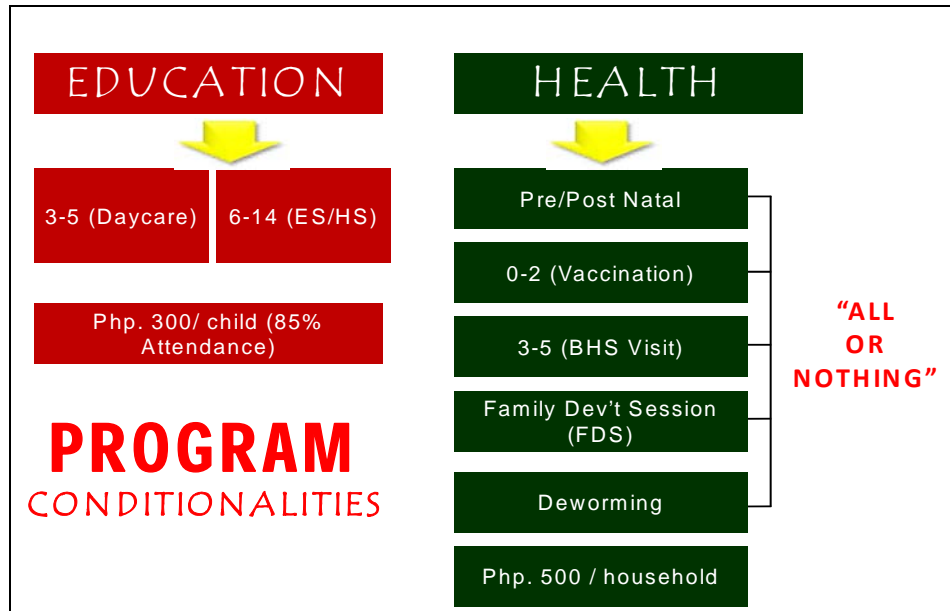 EDUCATION
3-5 (Daycare)
6-14 (ES/HS)
Php. 300/ child (85%
Attendance)
PROGRAM
CONDITIONALITIES
HEALTH
Pre/Post Natal
0-2 (Vaccination)
3-5 (BHS Visit)
Family Dev’t Session
(FDS)
Deworming
Php. 500 / household
“ALL
OR
NOTHING”